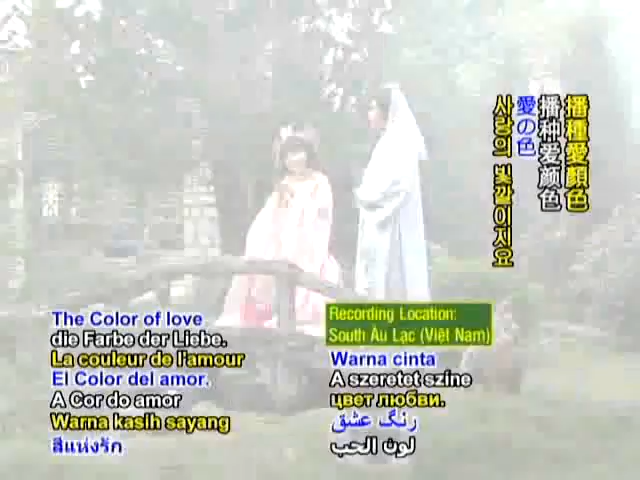 播種愛顏色
播种爱颜色
愛の色
사랑의 빛깔이지요
The Color of love
die Farbe der Liebe.
La couleur de l'amour
El Color del amor.
A Cor do amor
Warna kasih sayang
สีแห่งรัก
Recording Location:
South Âu Lạc (Việt Nam)
Warna cinta
A szeretet színe
цвет любви.
رنگ عشق
لون الحب